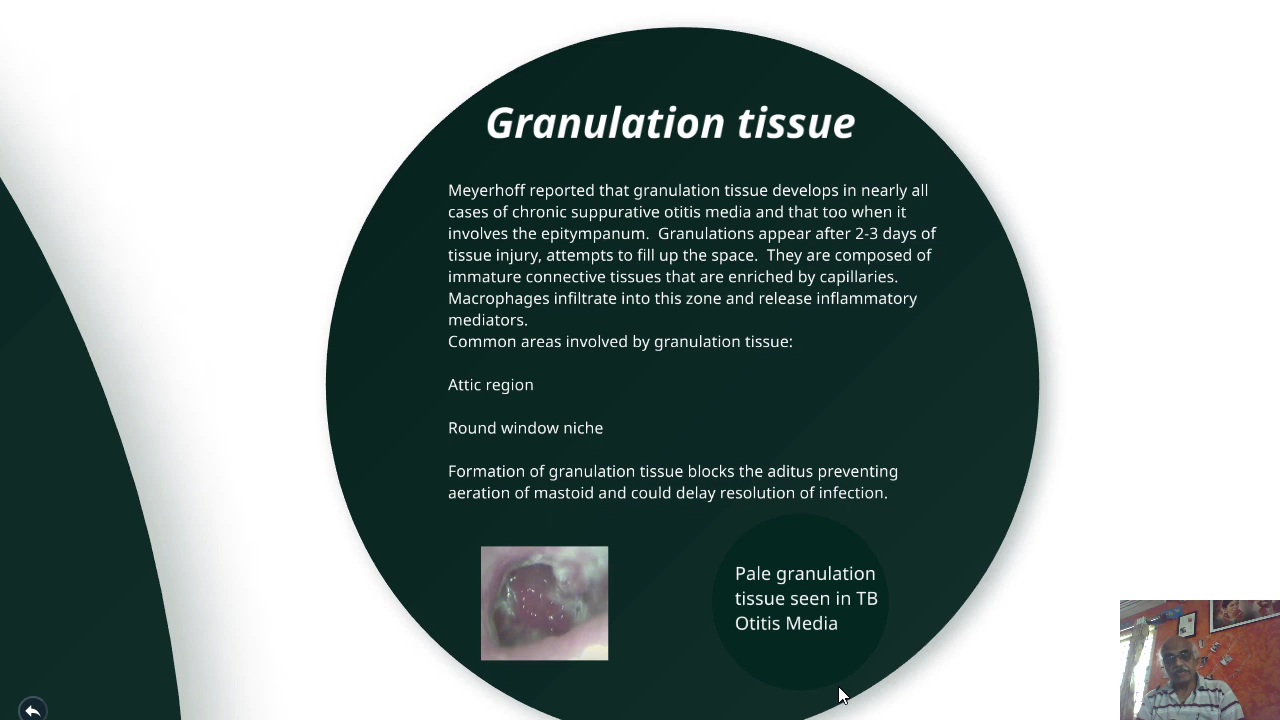 Granulation tissue
Meyerhoff reported that granulation tissue develops in nearly all
cases of chronic suppurative otitis media and that too when it
involves the epitympanum.  Granulations appear after 2-3 days of
tissue injury, attempts to fill up the space.  They are composed of
immature connective tissues that are enriched by capillaries.
Macrophages infiltrate into this zone and release inflammatory
mediators.
Common areas involved by granulation tissue:
Attic region
Round window niche
Formation of granulation tissue blocks the aditus preventing
aeration of mastoid and could delay resolution of infection.
Pale granulation
tissue seen in TB
Otitis Media